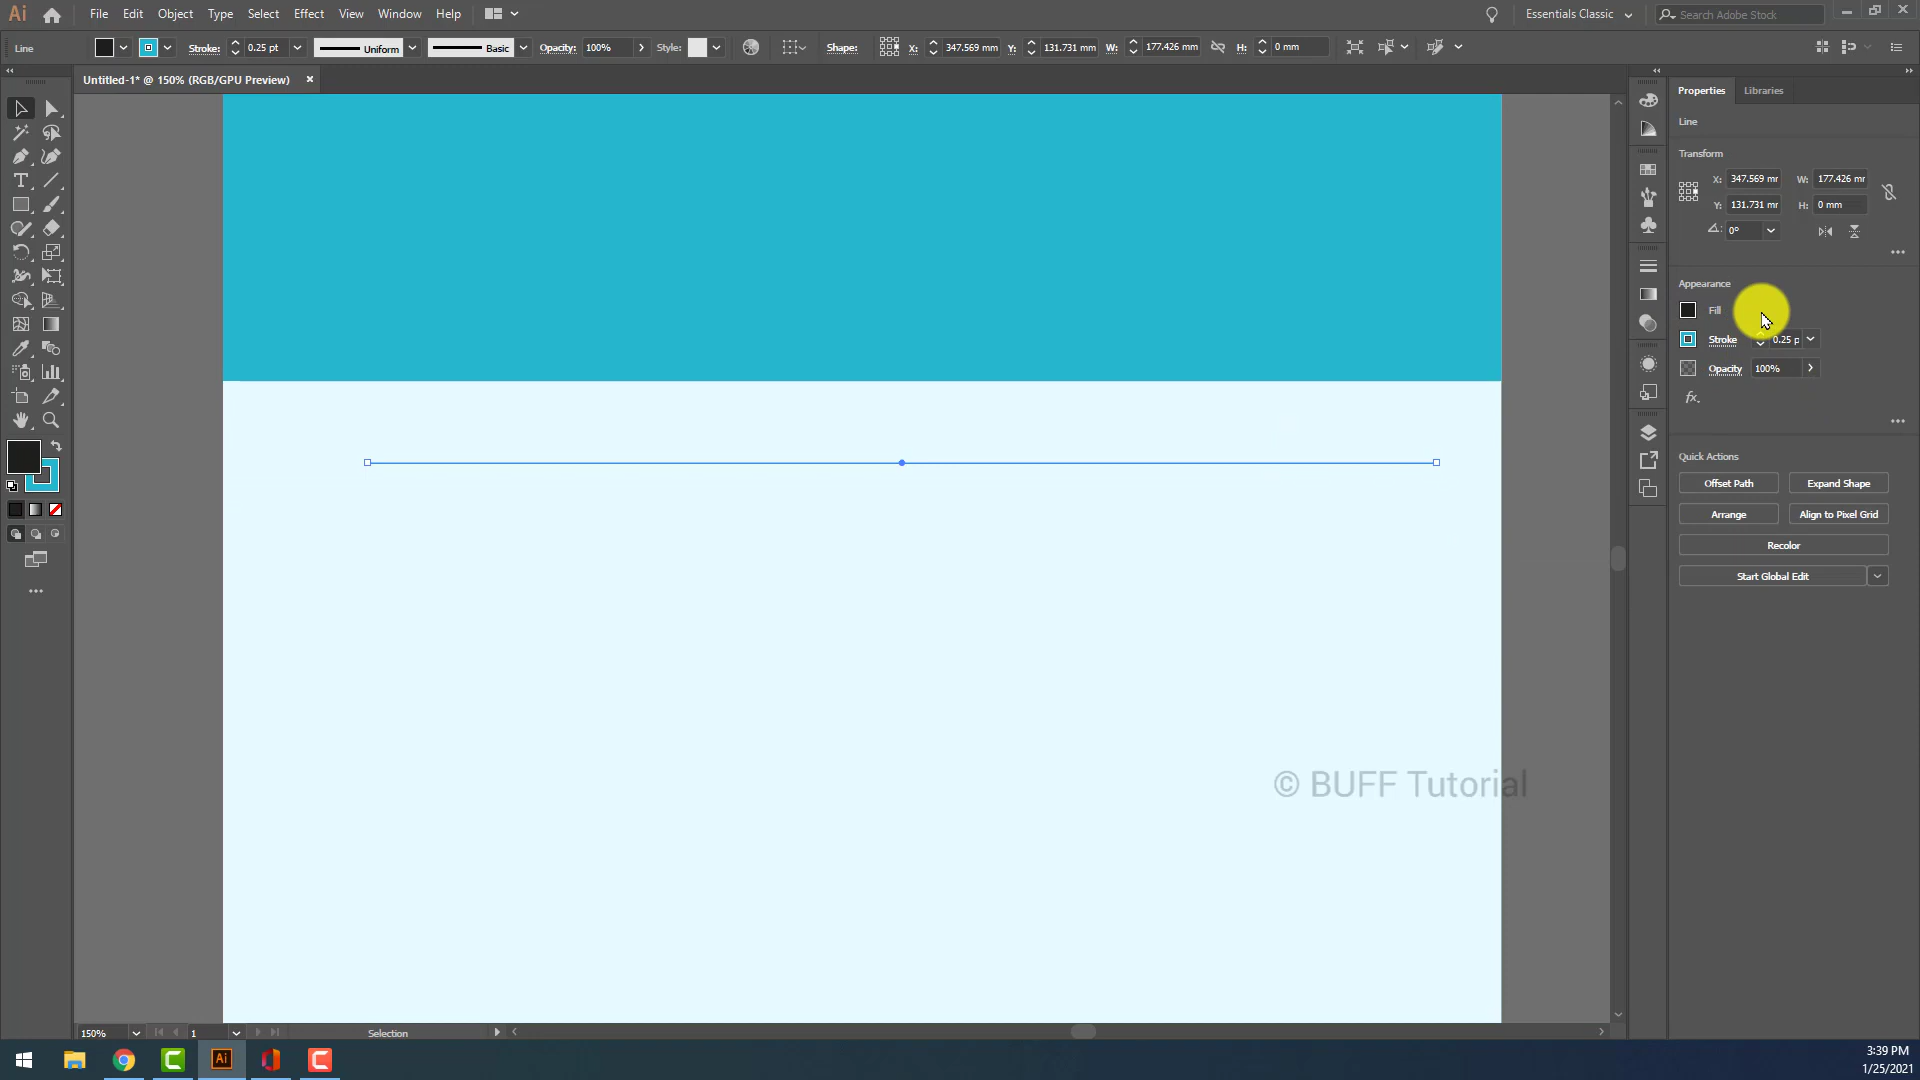 Ai File Edit Object Type Select Effect View Window Help Essentials Classic Search Adobe Stock
Line Stroke: 0.25 pt Uniform Basic Opacity: 100% Style: Shape: X: 347.569 mm Y: 131.731 mm W: 177.426 mm H: 0 mm
Untitled-1* @ 150% (RGB/GPU Preview)
Properties Libraries
Line
Transform
X: 347.569 mr W: 177.426 mr
Y: 131.731 mr H: 0 mm
0°
Appearance
Fill
Stroke 0.25 p
Opacity 100%
fx.
Quick Actions
Offset Path Expand Shape
Arrange Align to Pixel Grid
Recolor
Start Global Edit
© BUFF Tutorial
150% 1 Selection
Ai
3:39 PM
1/25/2021